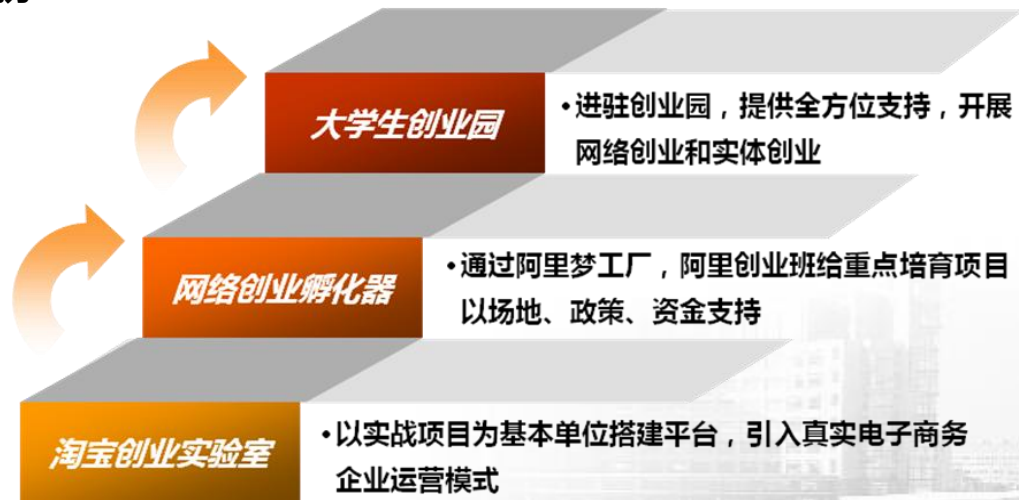 大学生创业园
•进驻创业园，提供全方位支持，开展
网络创业和实体创业
网络创业孵化器
•通过阿里梦工厂，阿里创业班给重点培育项目
以场地、政策、资金支持
淘宝创业实验室
•以实战项目为基本单位搭建平台，引入真实电子商务
企业运营模式